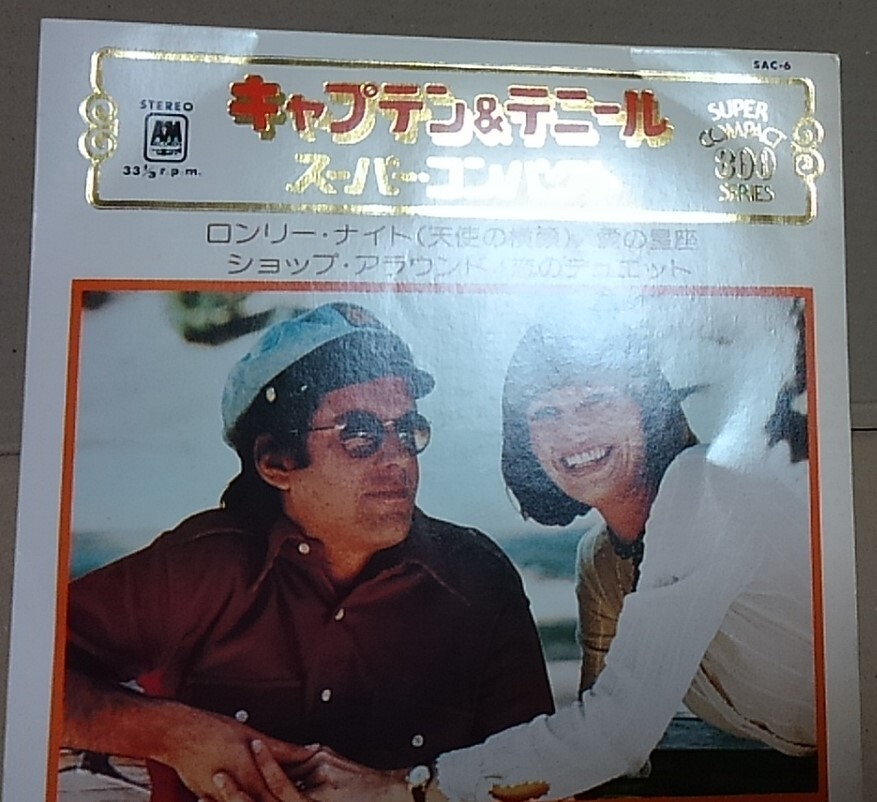 SAC-6
STEREO
A&M
33⅓ r.p.m.
キャプテン&テニール
スーパー・コンパクト
SUPER
COMPACT
300
SERIES
ロンリー・ナイト(天使の横顔)/愛の星座
ショップ・アラウンド/恋のデュエット